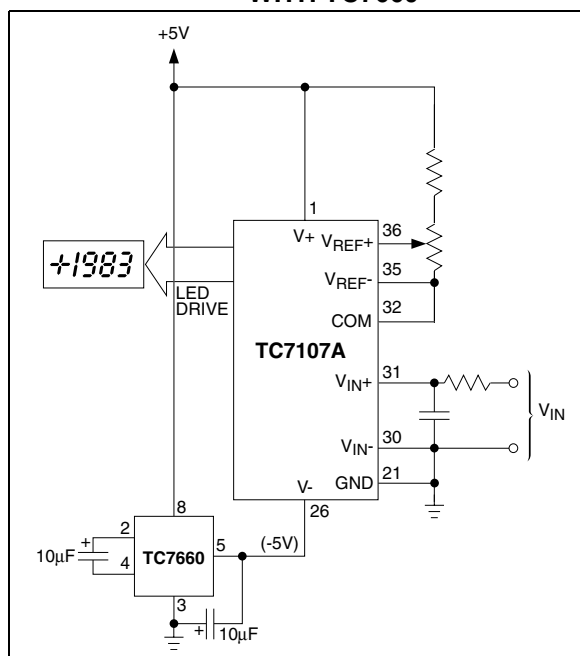 WITH TC7660
+5V
1
V+
36
VREF+
35
VREF-
+1983
LED
DRIVE
32
COM
TC7107A
31
VIN+
VIN
30
VIN-
21
GND
V-
26
8
2
+
10µF
4
TC7660
5
(-5V)
3
+
10µF